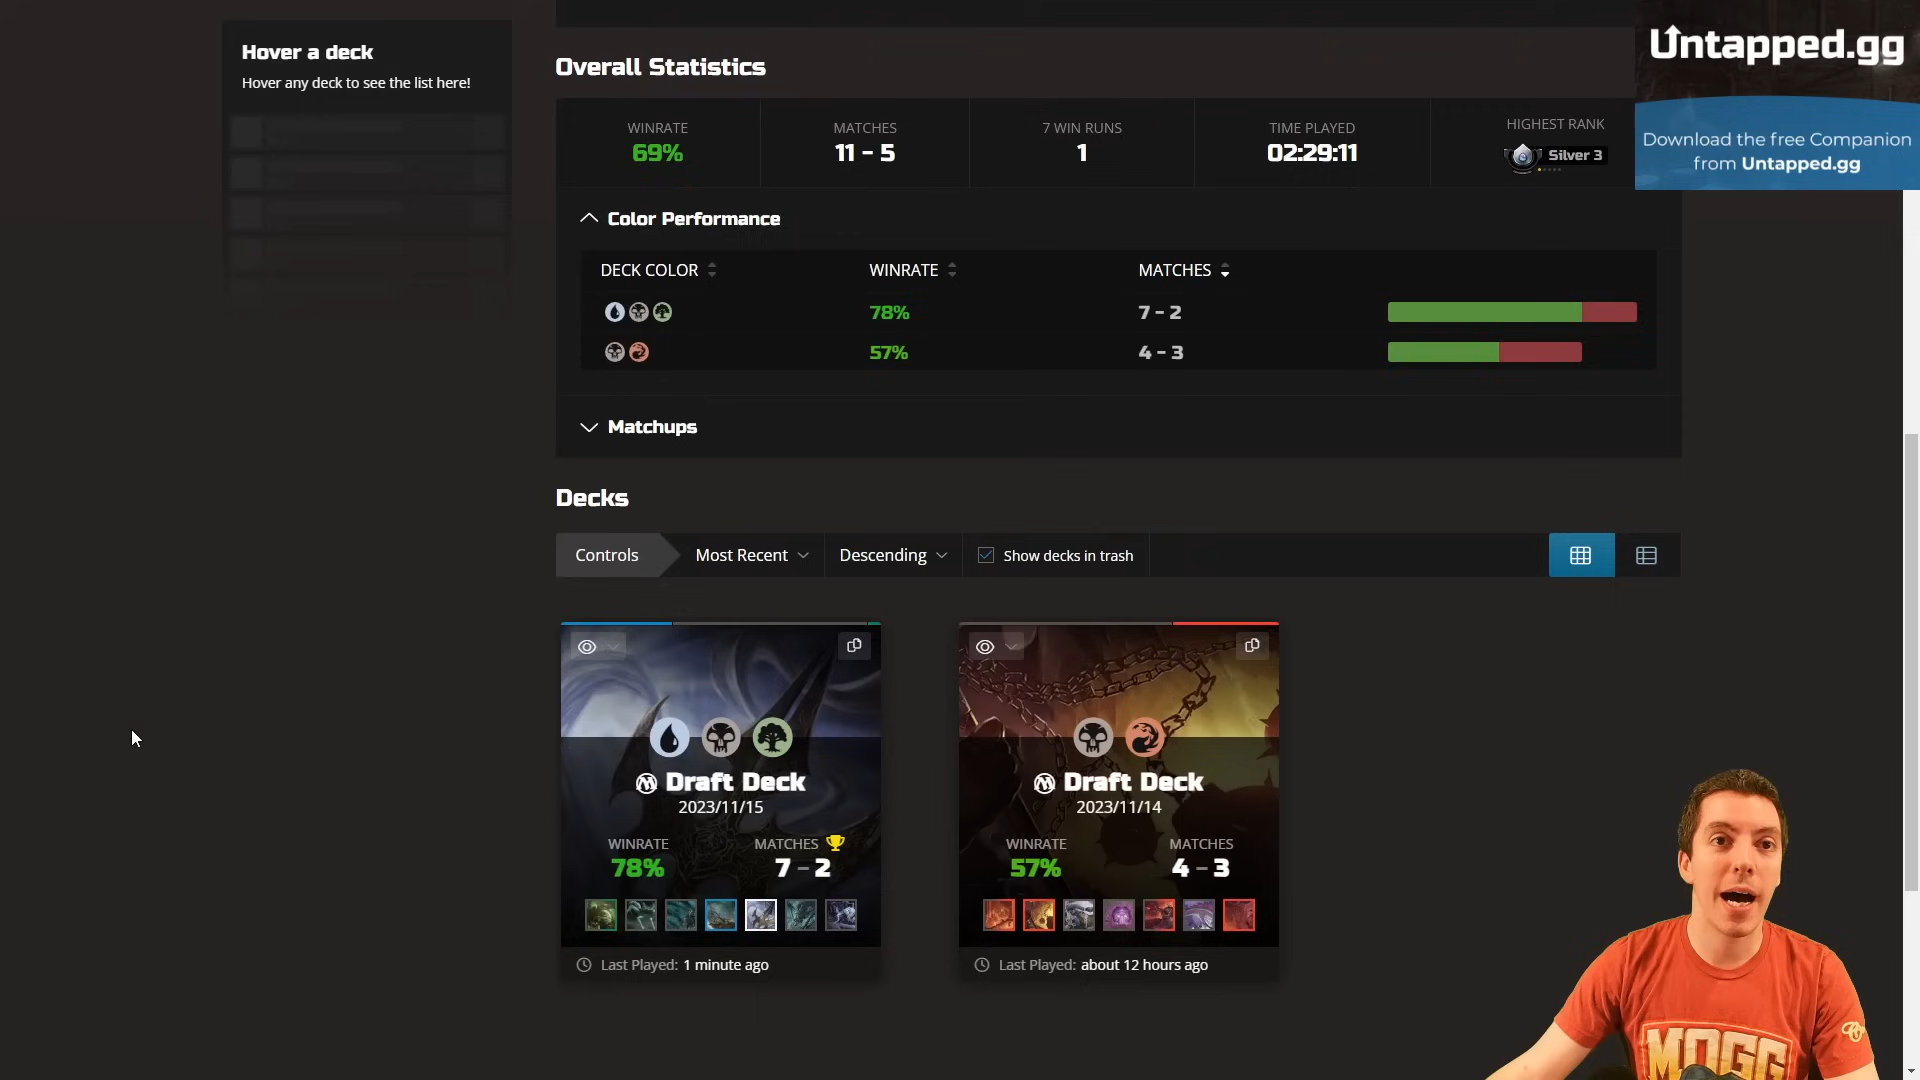 Hover a deck
Hover any deck to see the list here!
Untapped.gg
Download the free Companion
from Untapped.gg
Overall Statistics
WINRATE
69%
MATCHES
11 - 5
7 WIN RUNS
1
TIME PLAYED
02:29:11
HIGHEST RANK
Silver 3
Color Performance
DECK COLOR WINRATE MATCHES
78% 7 - 2
57% 4 - 3
Matchups
Decks
Controls Most Recent Descending Show decks in trash
Draft Deck
2023/11/15
WINRATE MATCHES
78% 7 - 2
Last Played: 1 minute ago
Draft Deck
2023/11/14
WINRATE MATCHES
57% 4 - 3
Last Played: about 12 hours ago
MOGG